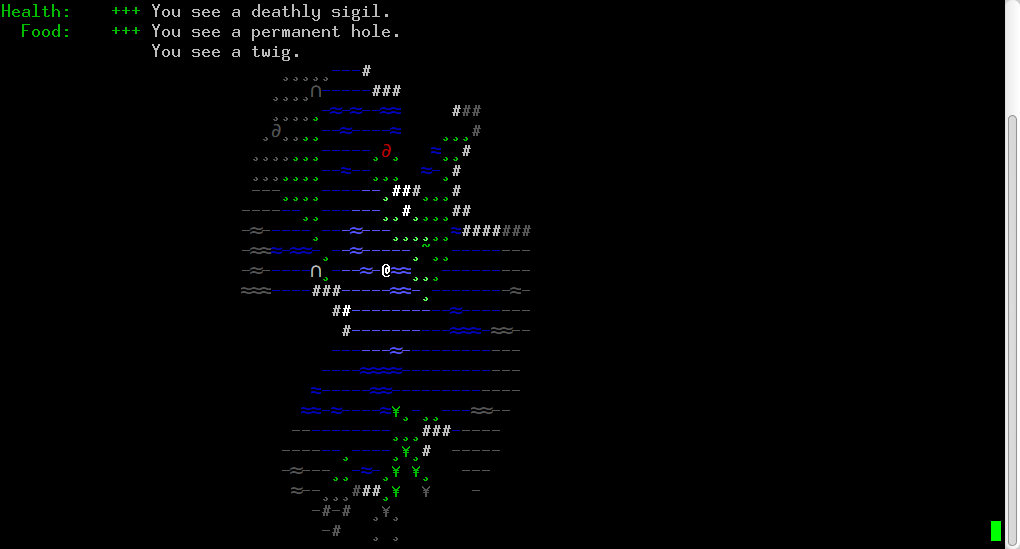 Health: +++ You see a deathly sigil.
Food: +++ You see a permanent hole.
You see a twig.